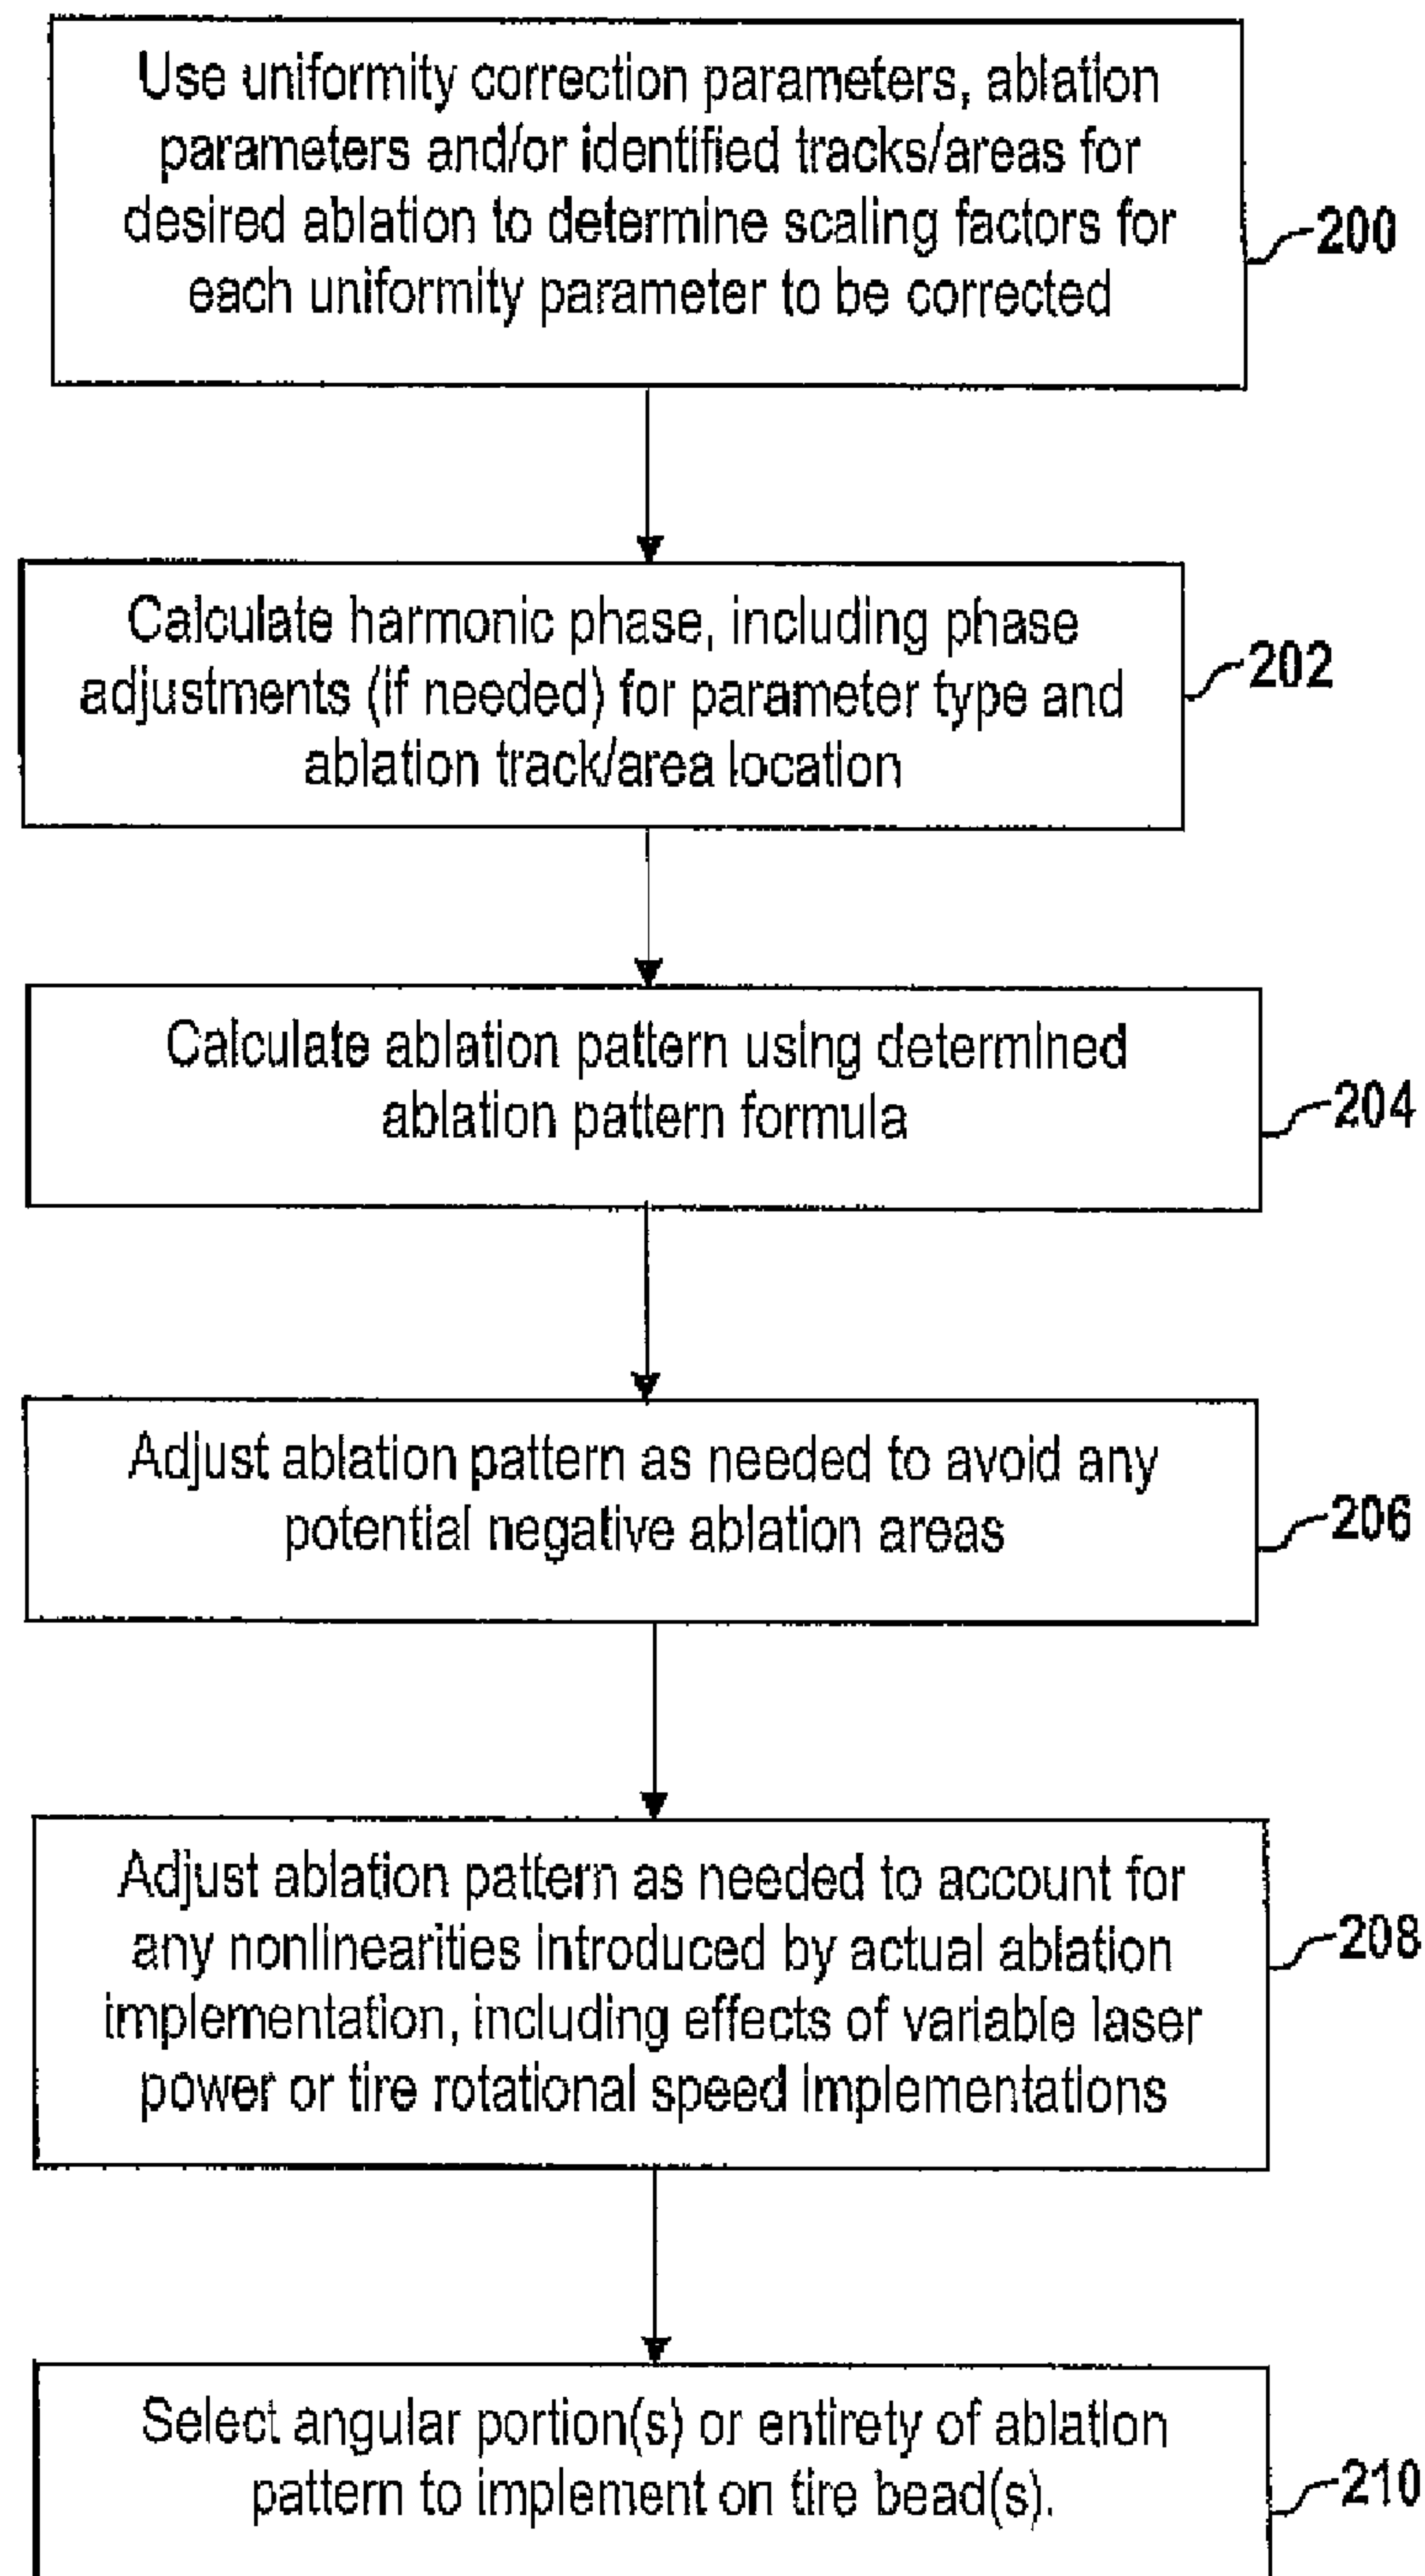 Use uniformity correction parameters, ablation
parameters and/or identified tracks/areas for
desired ablation to determine scaling factors for
each uniformity parameter to be corrected
200
Calculate harmonic phase, including phase
adjustments (if needed) for parameter type and
ablation track/area location
202
Calculate ablation pattern using determined
ablation pattern formula
204
Adjust ablation pattern as needed to avoid any
potential negative ablation areas
206
Adjust ablation pattern as needed to account for
any nonlinearities introduced by actual ablation
implementation, including effects of variable laser
power or tire rotational speed implementations
208
Select angular portion(s) or entirety of ablation
pattern to implement on tire bead(s).
210